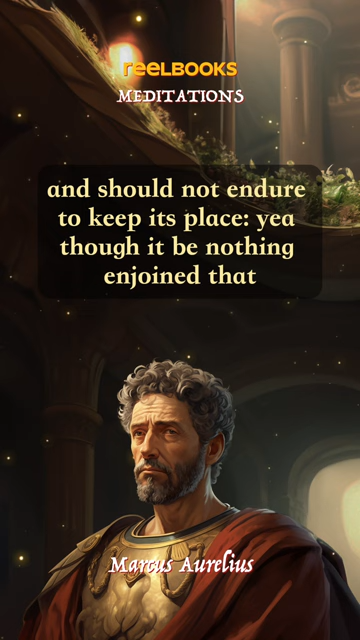 reelBOOKS
MEDITATIONS
and should not endure
to keep its place: yea
though it be nothing
enjoined that
Marcus Aurelius